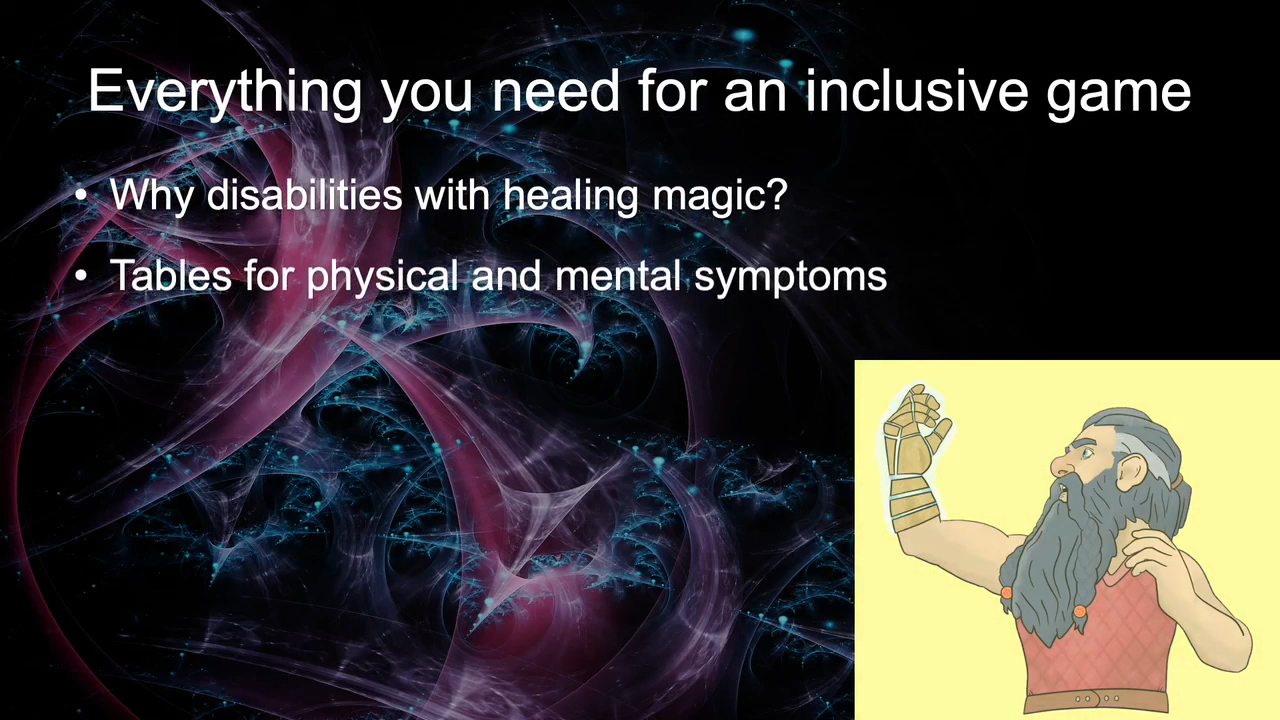 Everything you need for an inclusive game
• Why disabilities with healing magic?
• Tables for physical and mental symptoms